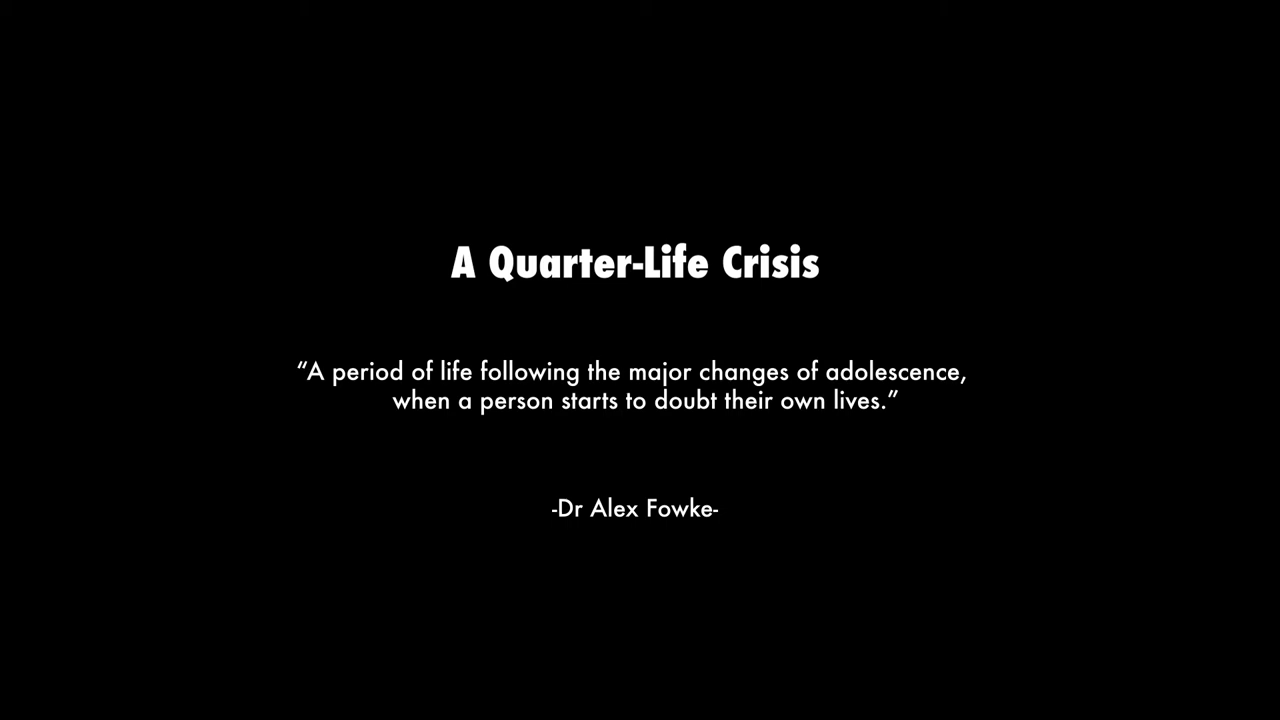 A Quarter-Life Crisis
“A period of life following the major changes of adolescence,
when a person starts to doubt their own lives.”
-Dr Alex Fowke-